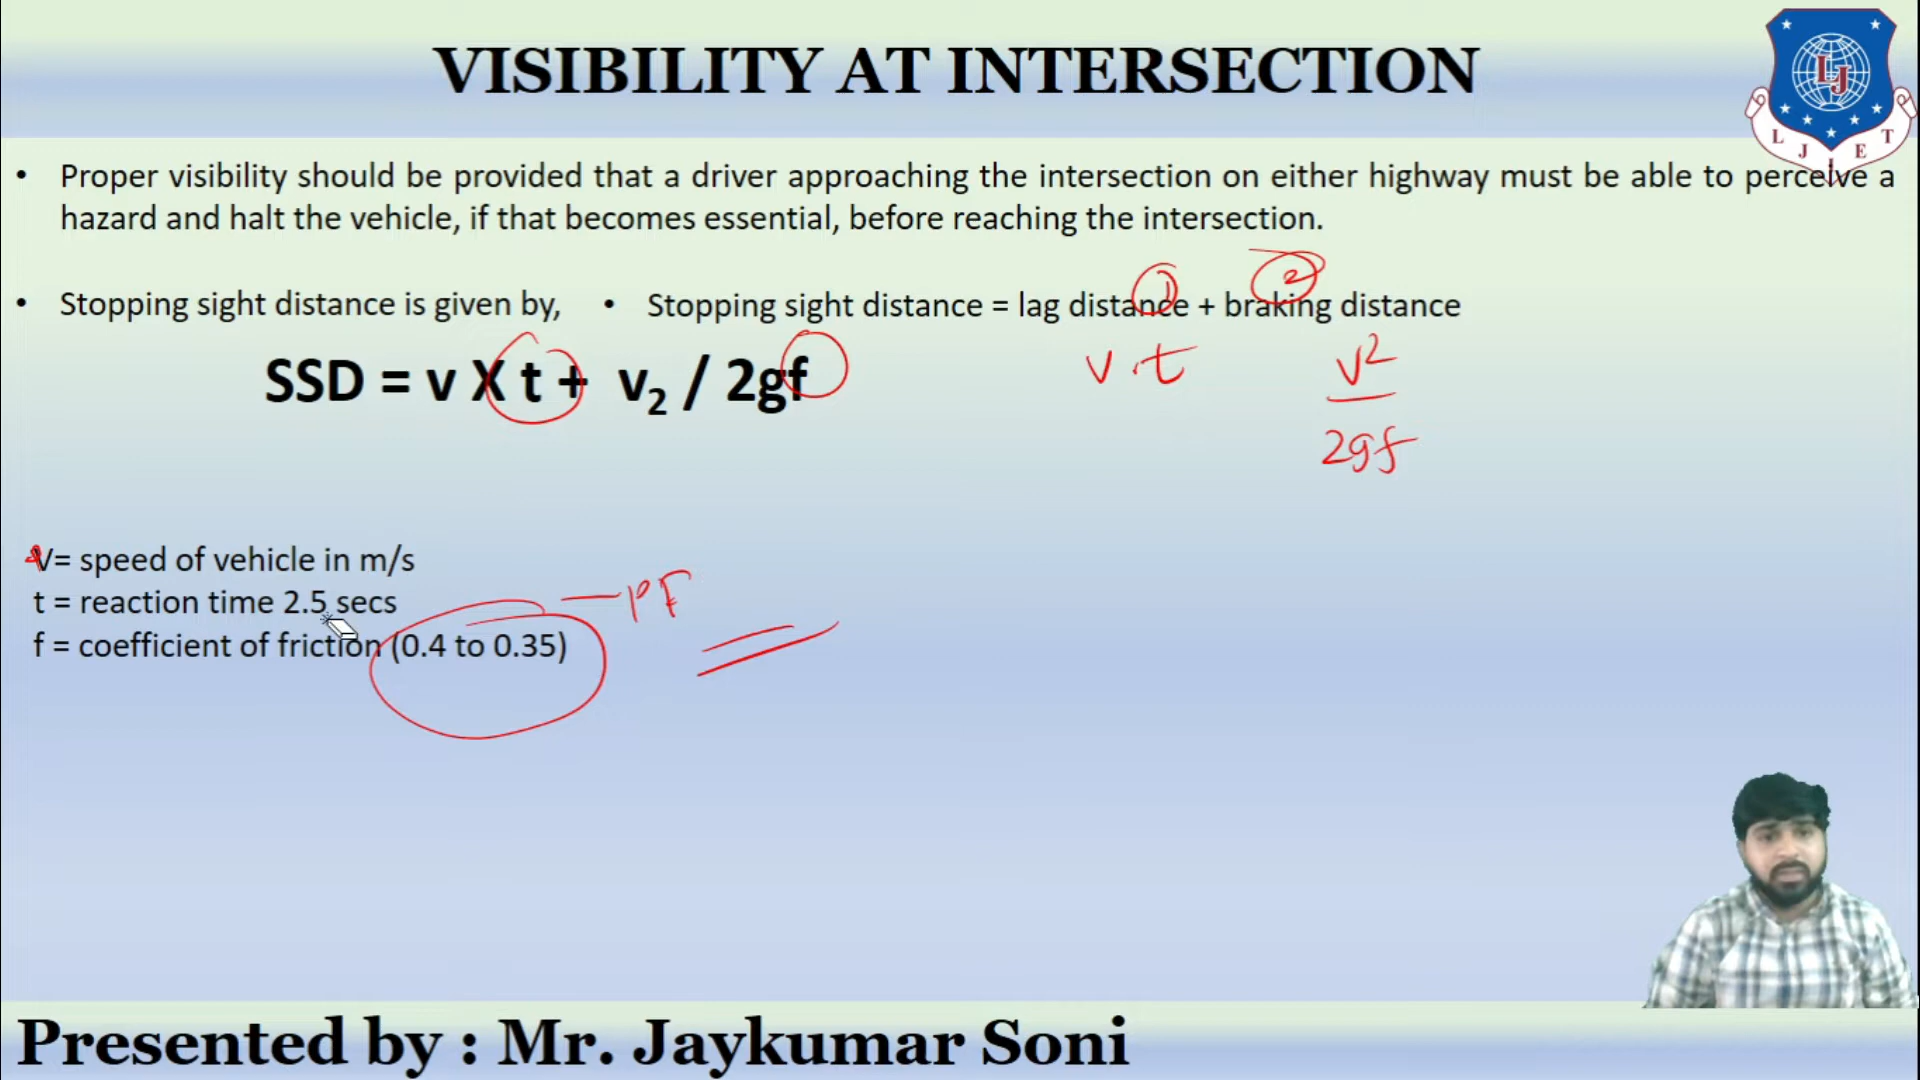 VISIBILITY AT INTERSECTION
L J I E T
LJ
• Proper visibility should be provided that a driver approaching the intersection on either highway must be able to perceive a
hazard and halt the vehicle, if that becomes essential, before reaching the intersection.
• Stopping sight distance is given by,
• Stopping sight distance = lag distance + braking distance
1 2
SSD = v X t + v₂ / 2gf
v . t
v²
2gf
V= speed of vehicle in m/s
t = reaction time 2.5 secs
f = coefficient of friction (0.4 to 0.35)
— PF
Presented by : Mr. Jaykumar Soni